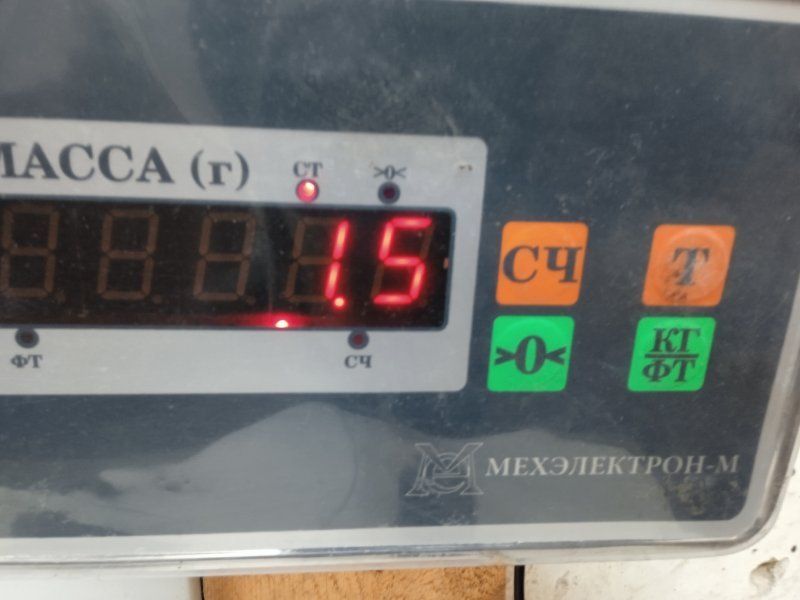 МАССА (г)
СТ >0<
1.5
ФТ СЧ
СЧ Т
>0< КГ
ФТ
МЕХЭЛЕКТРОН-М